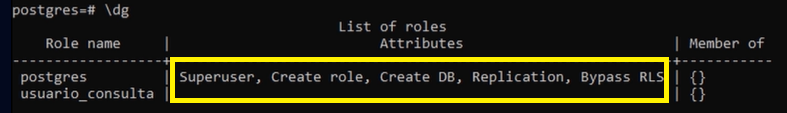 postgres=# \dg
List of roles
Role name | Attributes | Member of
------------------+------------------------------------------------------------+-----------
postgres | Superuser, Create role, Create DB, Replication, Bypass RLS | {}
usuario_consulta | | {}